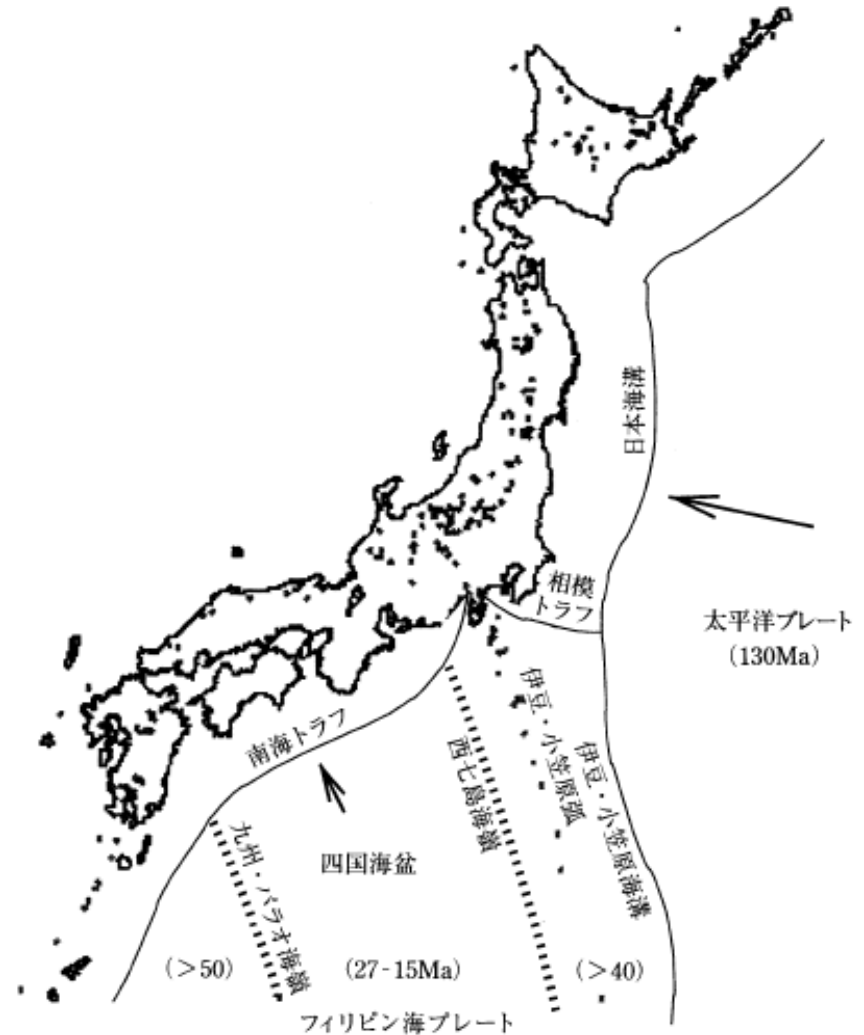 日本海溝
相模
トラフ
太平洋プレート
(130Ma)
南海トラフ
西七島海嶺
伊豆・小笠原弧
伊豆・小笠原海溝
九州・パラオ海嶺
四国海盆
(>50)
(27-15Ma)
(>40)
フィリピン海プレート